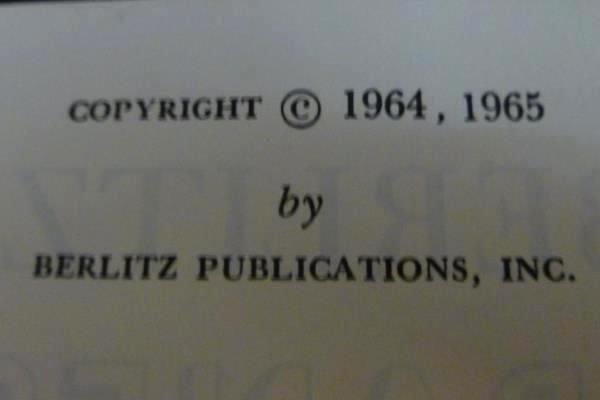 COPYRIGHT © 1964, 1965
by
BERLITZ PUBLICATIONS, INC.